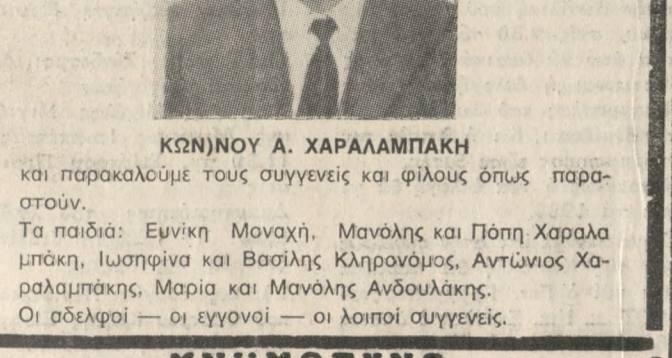 ΚΩΝ)ΝΟΥ Α. ΧΑΡΑΛΑΜΠΑΚΗ
και παρακαλούμε τους συγγενείς και φίλους όπως παρα-
στούν.
Τα παιδιά: Ευνίκη Μοναχή, Μανόλης και Πόπη Χαραλα
μπάκη, Ιωσηφίνα και Βασίλης Κληρονόμος, Αντώνιος Χα-
ραλαμπάκης, Μαρία και Μανόλης Ανδουλάκης.
Οι αδελφοί — οι εγγονοί — οι λοιποί συγγενείς.